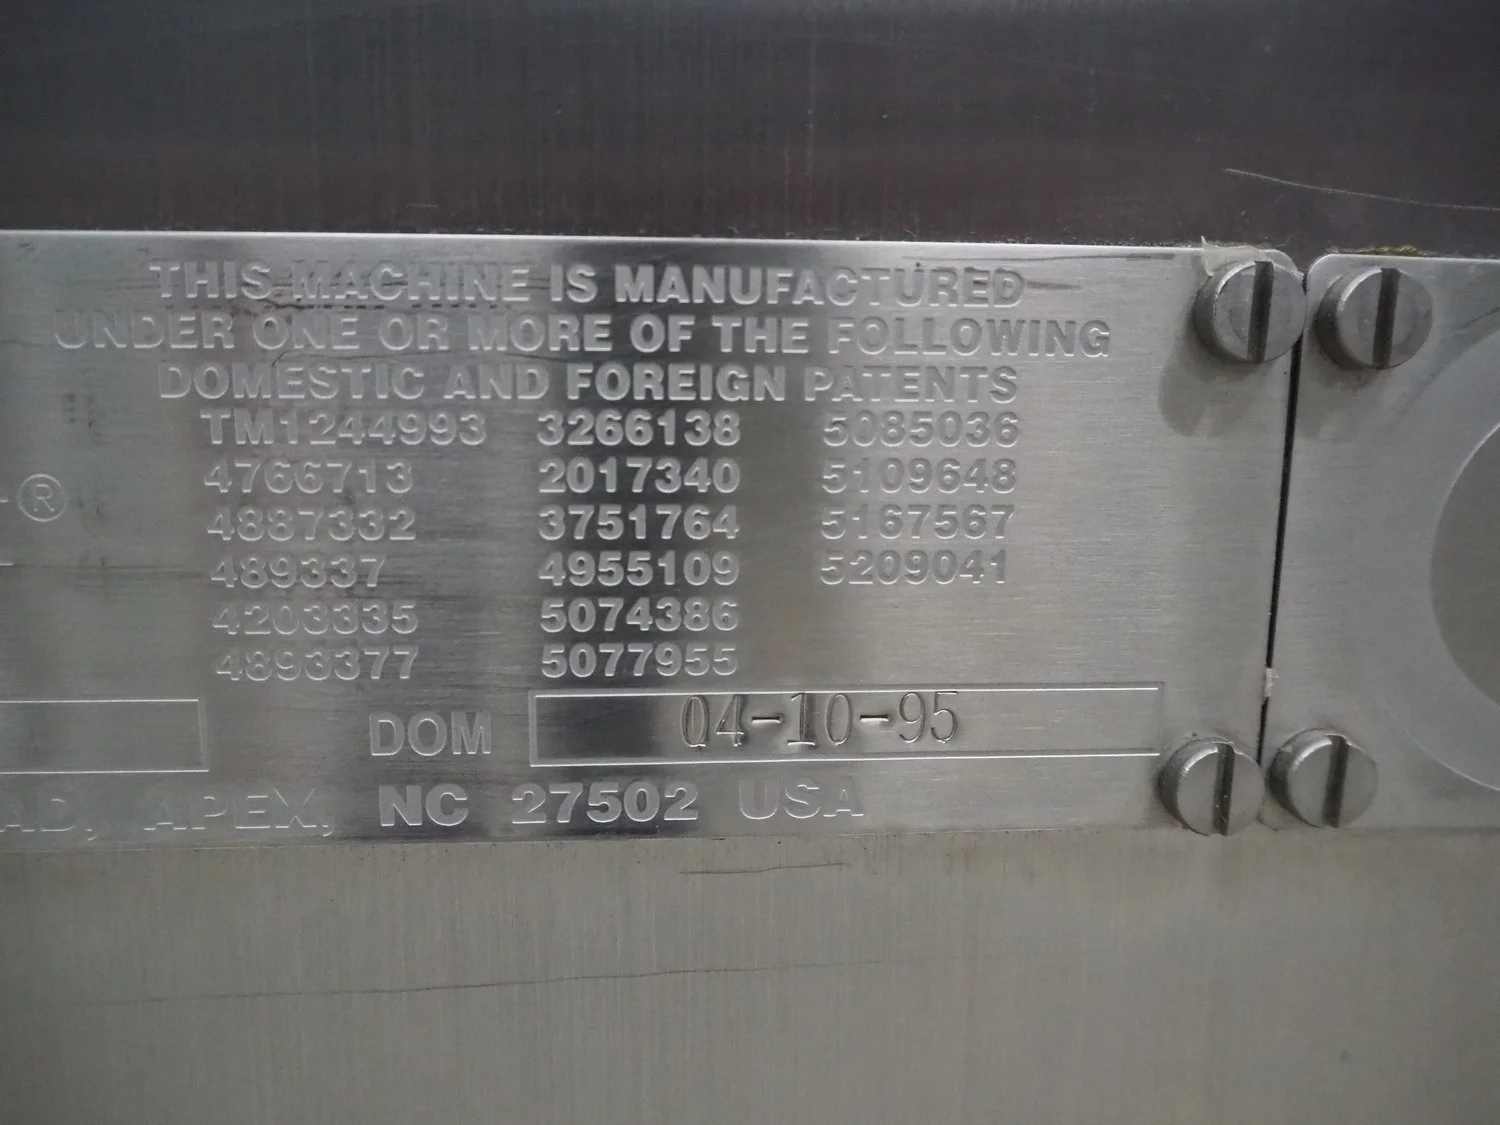 THIS MACHINE IS MANUFACTURED
UNDER ONE OR MORE OF THE FOLLOWING
DOMESTIC AND FOREIGN PATENTS
TM1244993 3266138 5085036
4766713 2017340 5109648
®
4887332 3751764 5167567
489337 4955109 5209041
4203335 5074386
4893377 5077955
DOM 04-10-95
AD, APEX, NC 27502 USA